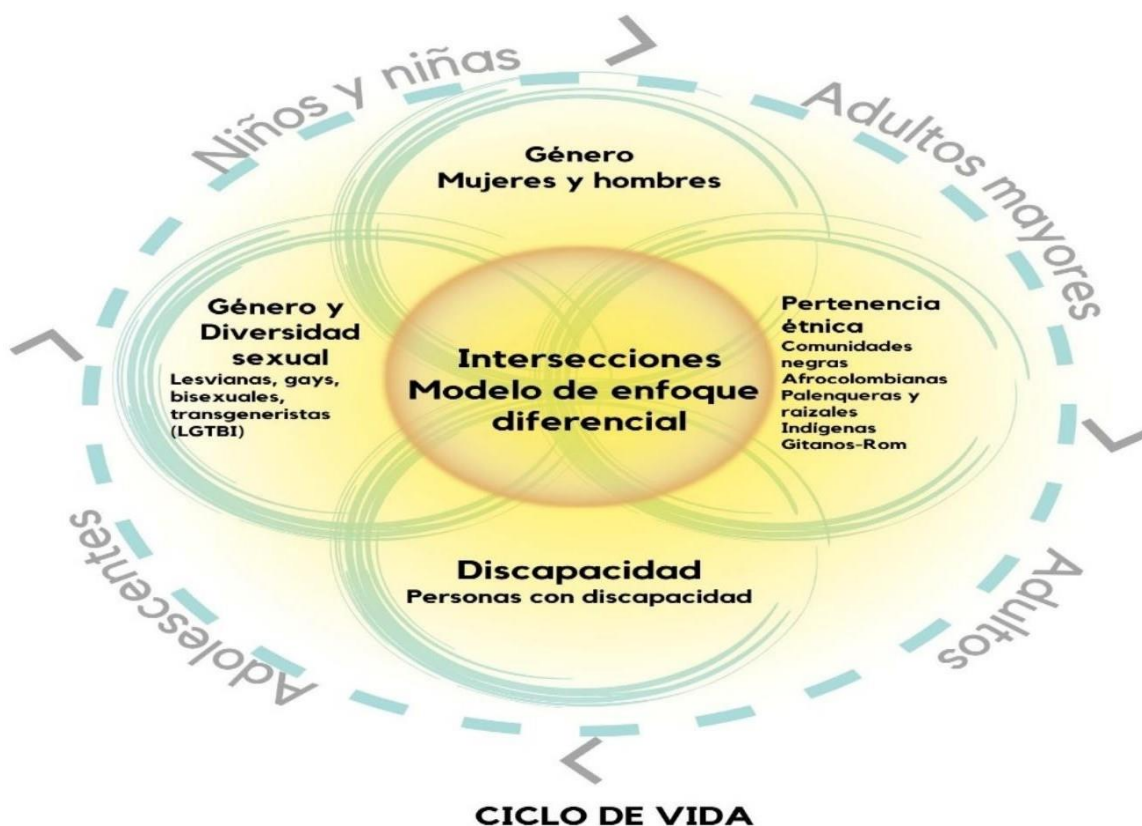 Niños y niñas
Adultos mayores
Género
Mujeres y hombres
Género y
Diversidad
sexual
Lesvianas, gays,
bisexuales,
transgeneristas
(LGTBI)
Intersecciones
Modelo de enfoque
diferencial
Pertenencia
étnica
Comunidades
negras
Afrocolombianas
Palenqueras y
raizales
Indígenas
Gitanos-Rom
Discapacidad
Personas con discapacidad
Adolescentes
Adultos
CICLO DE VIDA